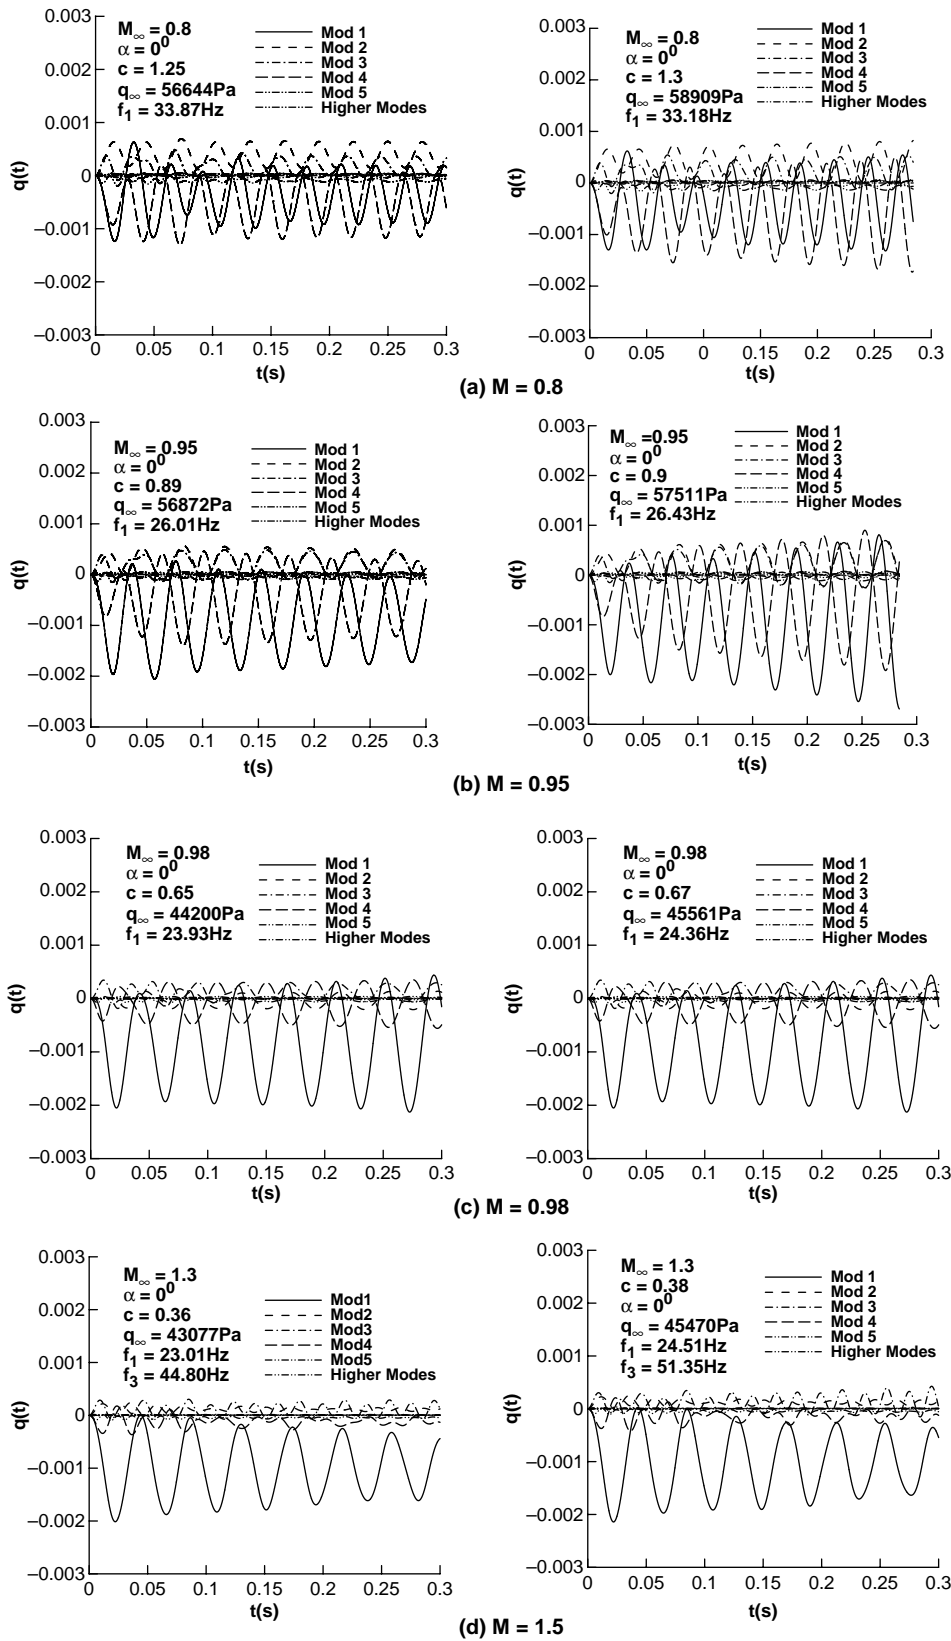 0.003
0.002
0.001
0
−0.001
−0.002
−0.003
q(t)
M∞ = 0.8
α = 0⁰
c = 1.25
q∞ = 56644Pa
f₁ = 33.87Hz
Mod 1
Mod 2
Mod 3
Mod 4
Mod 5
Higher Modes
0 0.05 0.1 0.15 0.2 0.25 0.3
t(s)
0.003
0.002
0.001
0
−0.001
−0.002
−0.003
q(t)
M∞ = 0.8
α = 0⁰
c = 1.3
q∞ = 58909Pa
f₁ = 33.18Hz
Mod 1
Mod 2
Mod 3
Mod 4
Mod 5
Higher Modes
0 0.05 0 0.15 0.2 0.25 0.3
t(s)
(a) M = 0.8
0.003
0.002
0.001
0
−0.001
−0.002
−0.003
q(t)
M∞ = 0.95
α = 0⁰
c = 0.89
q∞ = 56872Pa
f₁ = 26.01Hz
Mod 1
Mod 2
Mod 3
Mod 4
Mod 5
Higher Modes
0 0.05 0.1 0.15 0.2 0.25 0.3
t(s)
0.003
0.002
0.001
0
−0.001
−0.002
−0.003
q(t)
M∞ =0.95
α = 0⁰
c = 0.9
q∞ = 57511Pa
f₁ = 26.43Hz
Mod 1
Mod 2
Mod 3
Mod 4
Mod 5
Higher Modes
0 0.05 0.1 0.15 0.2 0.25 0.3
t(s)
(b) M = 0.95
0.003
0.002
0.001
0
−0.001
−0.002
−0.003
q(t)
M∞ = 0.98
α = 0⁰
c = 0.65
q∞ = 44200Pa
f₁ = 23.93Hz
Mod 1
Mod 2
Mod 3
Mod 4
Mod 5
Higher Modes
0 0.05 0.1 0.15 0.2 0.25 0.3
t(s)
0.003
0.002
0.001
0
−0.001
−0.002
−0.003
q(t)
M∞ = 0.98
α = 0⁰
c = 0.67
q∞ = 45561Pa
f₁ = 24.36Hz
Mod 1
Mod 2
Mod 3
Mod 4
Mod 5
Higher Modes
0 0.05 0.1 0.15 0.2 0.25 0.3
t(s)
(c) M = 0.98
0.003
0.002
0.001
0
−0.001
−0.002
−0.003
q(t)
M∞ = 1.3
α = 0⁰
c = 0.36
q∞ = 43077Pa
f₁ = 23.01Hz
f₃ = 44.80Hz
Mod1
Mod2
Mod3
Mod4
Mod5
Higher Modes
0 0.05 0.1 0.15 0.2 0.25 0.3
t(s)
0.003
0.002
0.001
0
−0.001
−0.002
−0.003
q(t)
M∞ = 1.3
c = 0.38
α = 0⁰
q∞ = 45470Pa
f₁ = 24.51Hz
f₃ = 51.35Hz
Mod 1
Mod 2
Mod 3
Mod 4
Mod 5
Higher Modes
0 0.05 0.1 0.15 0.2 0.25 0.3
t(s)
(d) M = 1.5